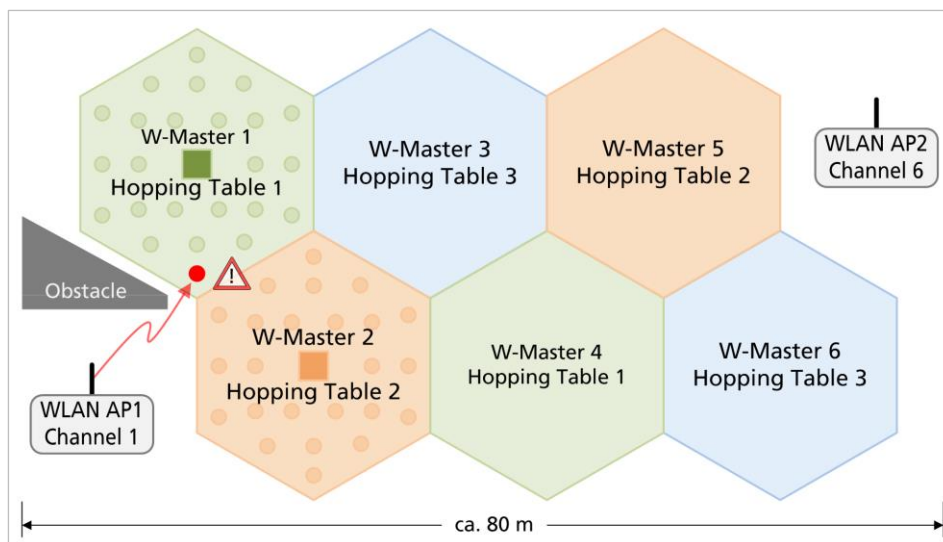 W-Master 1
Hopping Table 1
W-Master 3
Hopping Table 3
W-Master 5
Hopping Table 2
WLAN AP2
Channel 6
!
Obstacle
W-Master 2
Hopping Table 2
W-Master 4
Hopping Table 1
W-Master 6
Hopping Table 3
WLAN AP1
Channel 1
ca. 80 m